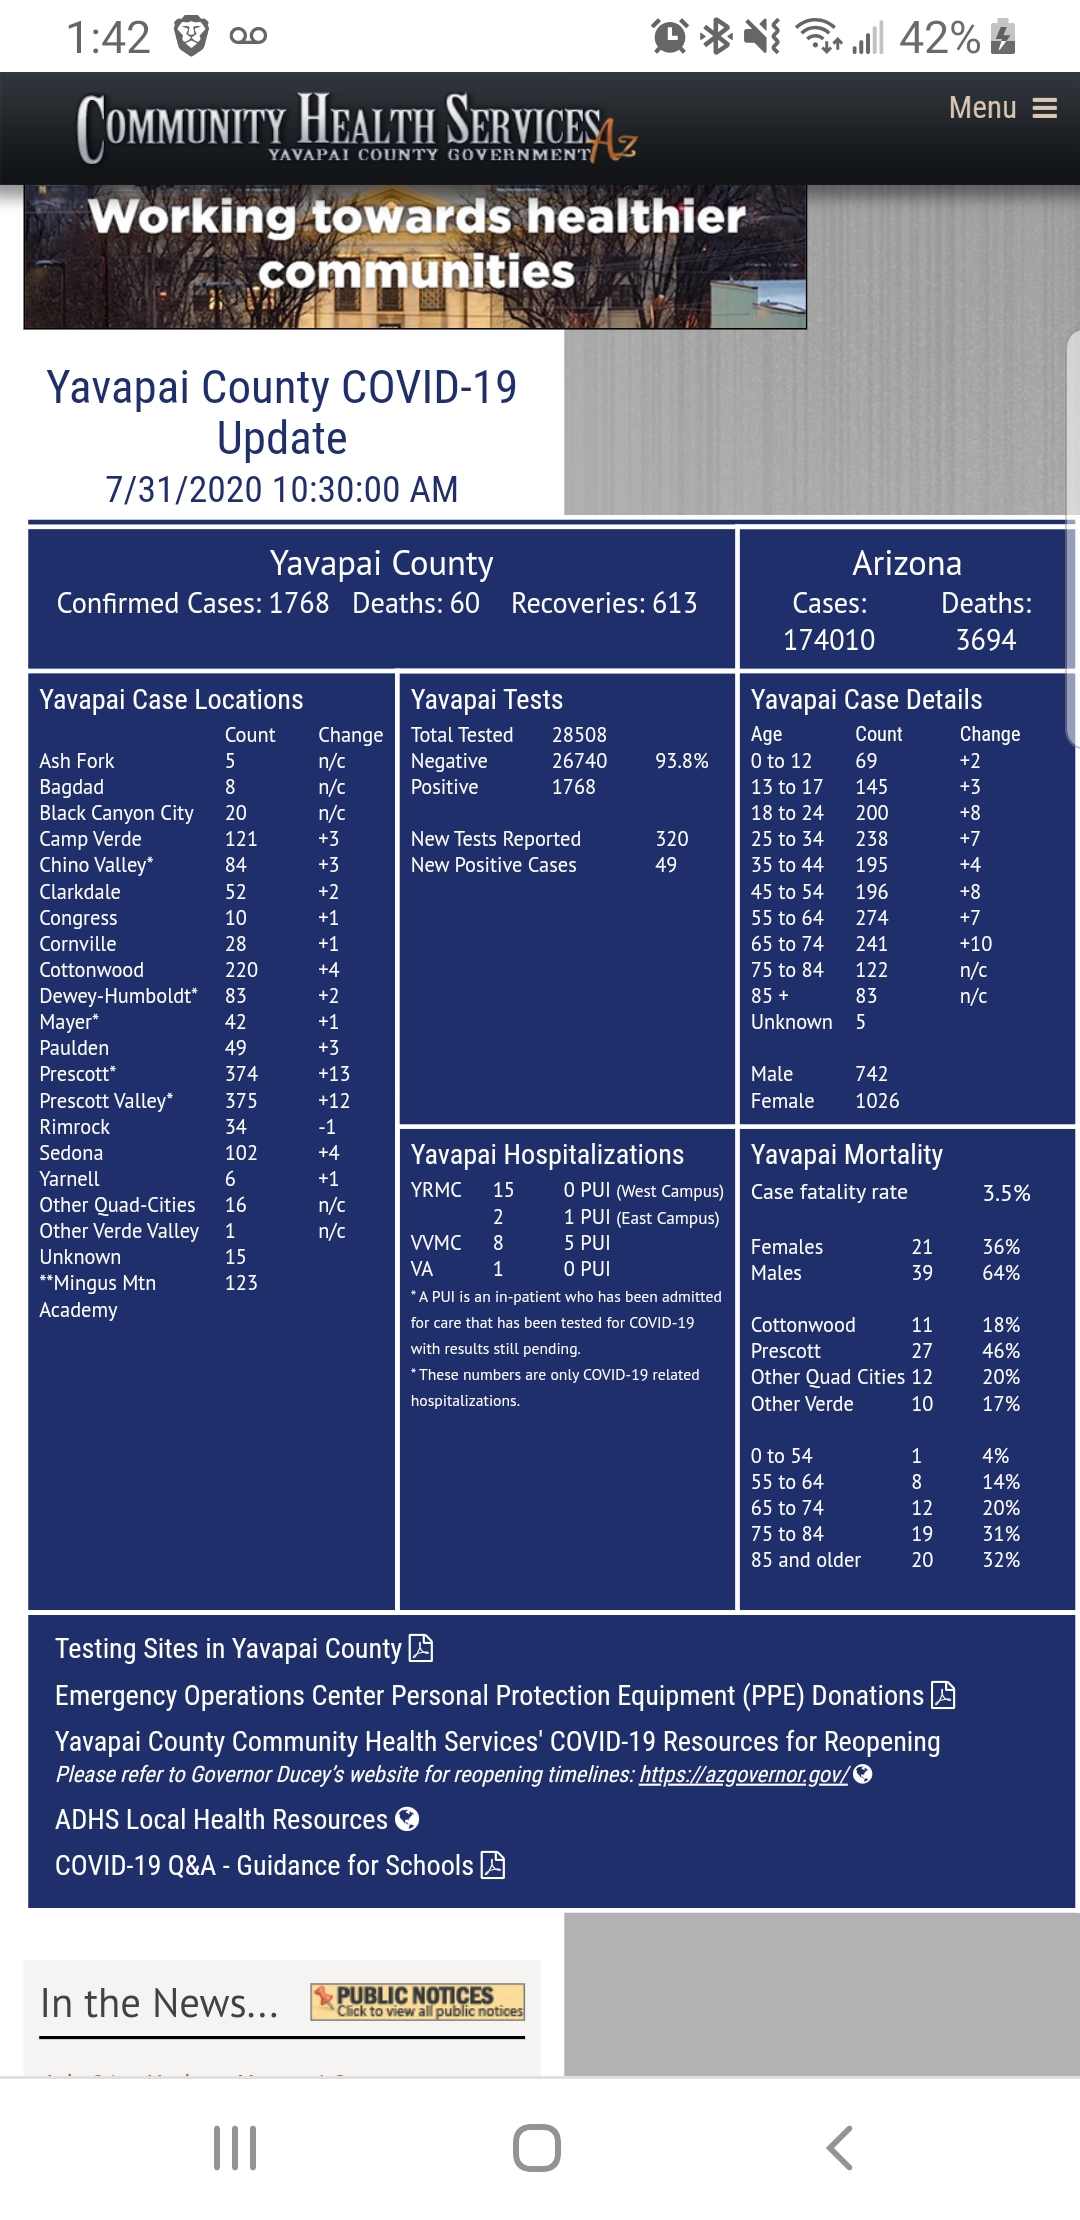 1:42 42%
COMMUNITY HEALTH SERVICES AZ
YAVAPAI COUNTY GOVERNMENT
Menu
Working towards healthier
communities
Yavapai County COVID-19
Update
7/31/2020 10:30:00 AM
Yavapai County
Confirmed Cases: 1768 Deaths: 60 Recoveries: 613
Arizona
Cases: Deaths:
174010 3694
Yavapai Case Locations
Count Change
Ash Fork 5 n/c
Bagdad 8 n/c
Black Canyon City 20 n/c
Camp Verde 121 +3
Chino Valley* 84 +3
Clarkdale 52 +2
Congress 10 +1
Cornville 28 +1
Cottonwood 220 +4
Dewey-Humboldt* 83 +2
Mayer* 42 +1
Paulden 49 +3
Prescott* 374 +13
Prescott Valley* 375 +12
Rimrock 34 -1
Sedona 102 +4
Yarnell 6 +1
Other Quad-Cities 16 n/c
Other Verde Valley 1 n/c
Unknown 15
**Mingus Mtn 123
Academy
Yavapai Tests
Total Tested 28508
Negative 26740 93.8%
Positive 1768
New Tests Reported 320
New Positive Cases 49
Yavapai Case Details
Age Count Change
0 to 12 69 +2
13 to 17 145 +3
18 to 24 200 +8
25 to 34 238 +7
35 to 44 195 +4
45 to 54 196 +8
55 to 64 274 +7
65 to 74 241 +10
75 to 84 122 n/c
85 + 83 n/c
Unknown 5
Male 742
Female 1026
Yavapai Hospitalizations
YRMC 15 0 PUI (West Campus)
2 1 PUI (East Campus)
VVMC 8 5 PUI
VA 1 0 PUI
* A PUI is an in-patient who has been admitted
for care that has been tested for COVID-19
with results still pending.
* These numbers are only COVID-19 related
hospitalizations.
Yavapai Mortality
Case fatality rate 3.5%
Females 21 36%
Males 39 64%
Cottonwood 11 18%
Prescott 27 46%
Other Quad Cities 12 20%
Other Verde 10 17%
0 to 54 1 4%
55 to 64 8 14%
65 to 74 12 20%
75 to 84 19 31%
85 and older 20 32%
Testing Sites in Yavapai County
Emergency Operations Center Personal Protection Equipment (PPE) Donations
Yavapai County Community Health Services' COVID-19 Resources for Reopening
Please refer to Governor Ducey's website for reopening timelines: https://azgovernor.gov/
ADHS Local Health Resources
COVID-19 Q&A - Guidance for Schools
In the News...
PUBLIC NOTICES
Click to view all public notices